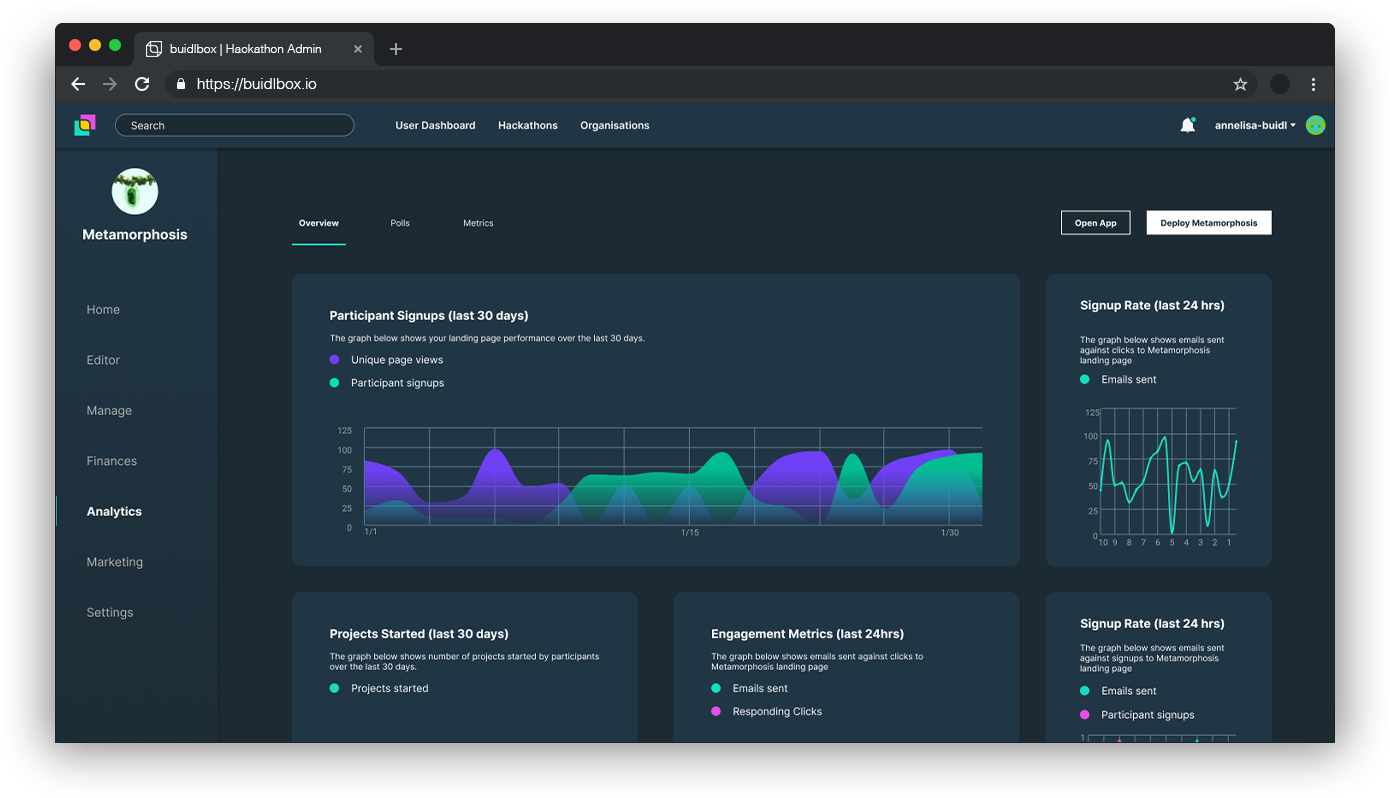 buidlbox | Hackathon Admin
https://buidlbox.io
Search
User Dashboard
Hackathons
Organisations
annelisa-buidl
Metamorphosis
Home
Editor
Manage
Finances
Analytics
Marketing
Settings
Overview
Polls
Metrics
Open App
Deploy Metamorphosis
Participant Signups (last 30 days)
The graph below shows your landing page performance over the last 30 days.
Unique page views
Participant signups
125
100
75
50
25
0
1/1
1/15
1/30
Signup Rate (last 24 hrs)
The graph below shows emails sent
against clicks to Metamorphosis
landing page
Emails sent
125
100
75
50
25
0
10 9 8 7 6 5 4 3 2 1
Projects Started (last 30 days)
The graph below shows number of projects started by participants
over the last 30 days.
Projects started
Engagement Metrics (last 24hrs)
The graph below shows emails sent against clicks to
Metamorphosis landing page
Emails sent
Responding Clicks
Signup Rate (last 24 hrs)
The graph below shows emails sent
against signups to Metamorphosis
landing page
Emails sent
Participant signups
1